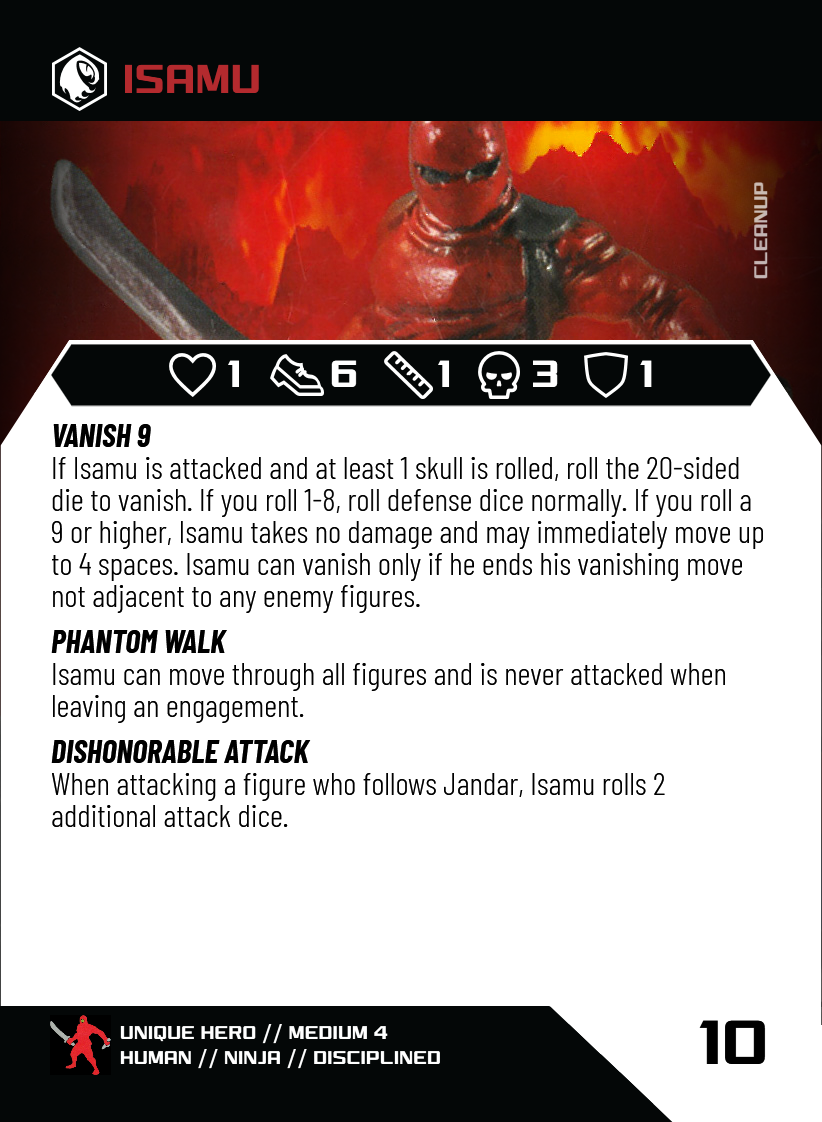 ISAMU
CLEANUP
1 6 1 3 1
VANISH 9
If Isamu is attacked and at least 1 skull is rolled, roll the 20-sided
die to vanish. If you roll 1-8, roll defense dice normally. If you roll a
9 or higher, Isamu takes no damage and may immediately move up
to 4 spaces. Isamu can vanish only if he ends his vanishing move
not adjacent to any enemy figures.
PHANTOM WALK
Isamu can move through all figures and is never attacked when
leaving an engagement.
DISHONORABLE ATTACK
When attacking a figure who follows Jandar, Isamu rolls 2
additional attack dice.
UNIQUE HERO // MEDIUM 4
HUMAN // NINJA // DISCIPLINED
10